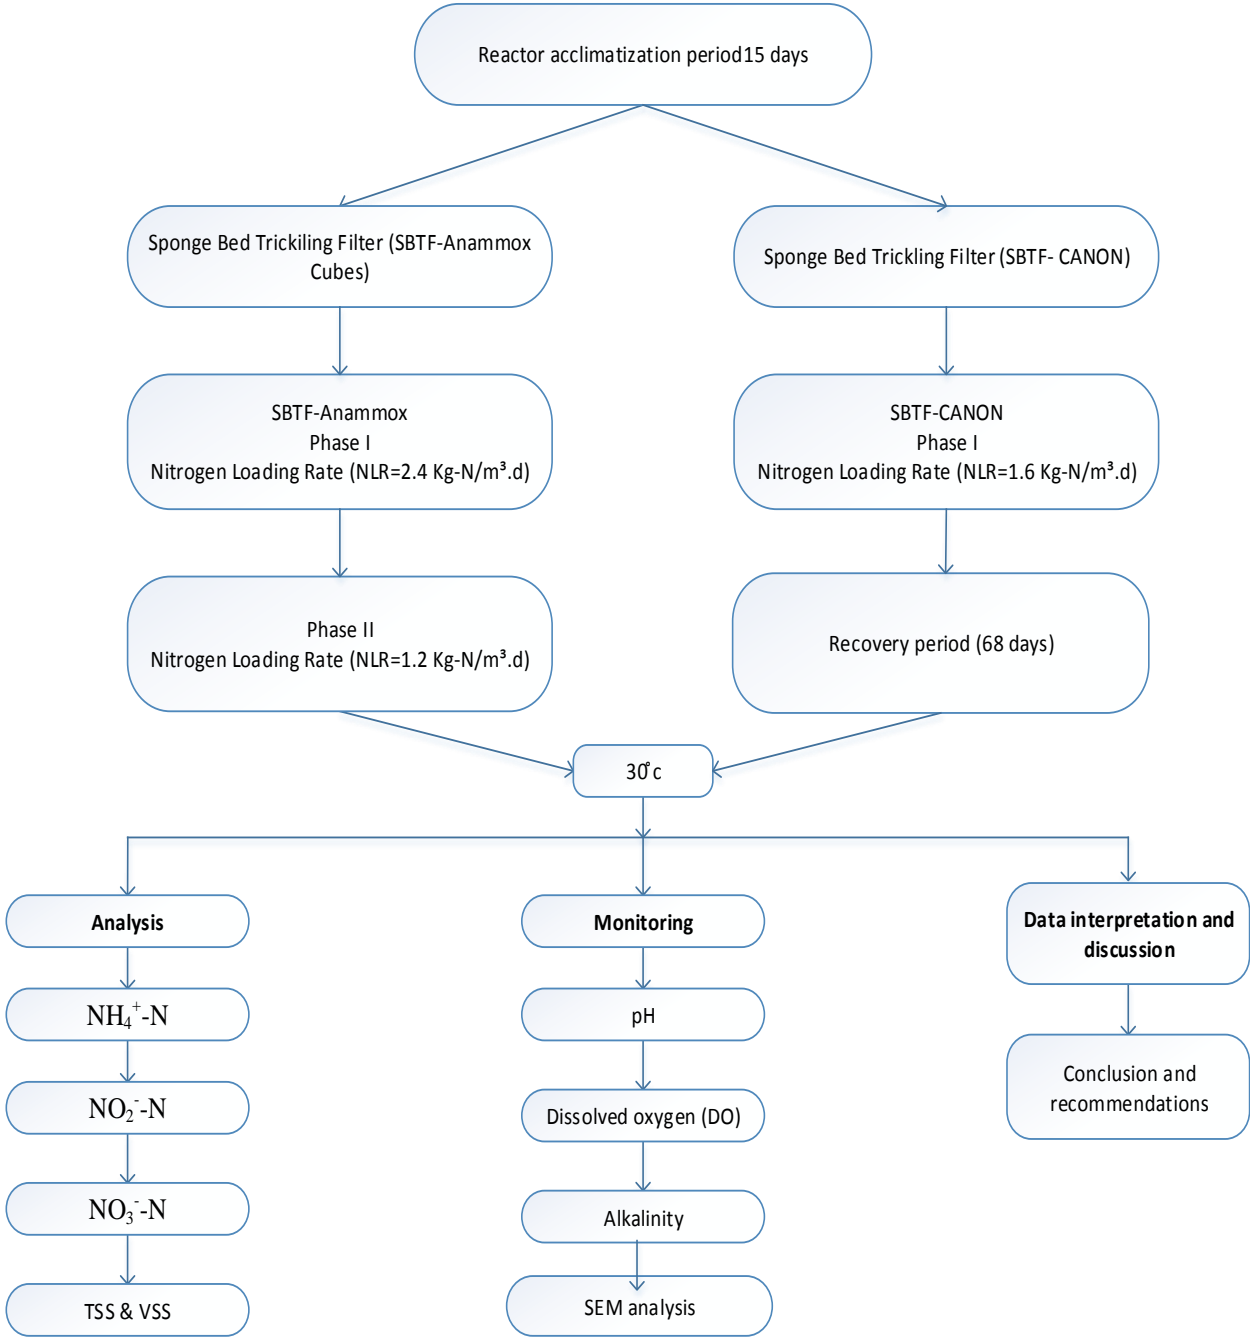 Reactor acclimatization period15 days
Sponge Bed Trickiling Filter (SBTF-Anammox
Cubes)
Sponge Bed Trickling Filter (SBTF- CANON)
SBTF-Anammox
Phase I
Nitrogen Loading Rate (NLR=2.4 Kg-N/m³.d)
SBTF-CANON
Phase I
Nitrogen Loading Rate (NLR=1.6 Kg-N/m³.d)
Phase II
Nitrogen Loading Rate (NLR=1.2 Kg-N/m³.d)
Recovery period (68 days)
30°c
Analysis
NH₄⁺-N
NO₂⁻-N
NO₃⁻-N
TSS & VSS
Monitoring
pH
Dissolved oxygen (DO)
Alkalinity
SEM analysis
Data interpretation and
discussion
Conclusion and
recommendations